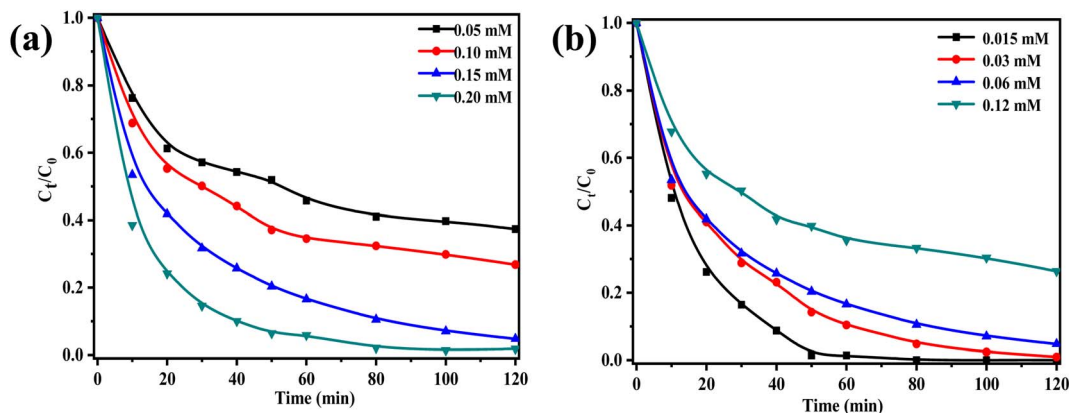 (a)
1.0
0.8
0.6
0.4
0.2
0.0
Cₜ/C₀
0.05 mM
0.10 mM
0.15 mM
0.20 mM
0 20 40 60 80 100 120
Time (min)
(b)
1.0
0.8
0.6
0.4
0.2
0.0
Cₜ/C₀
0.015 mM
0.03 mM
0.06 mM
0.12 mM
0 20 40 60 80 100 120
Time (min)